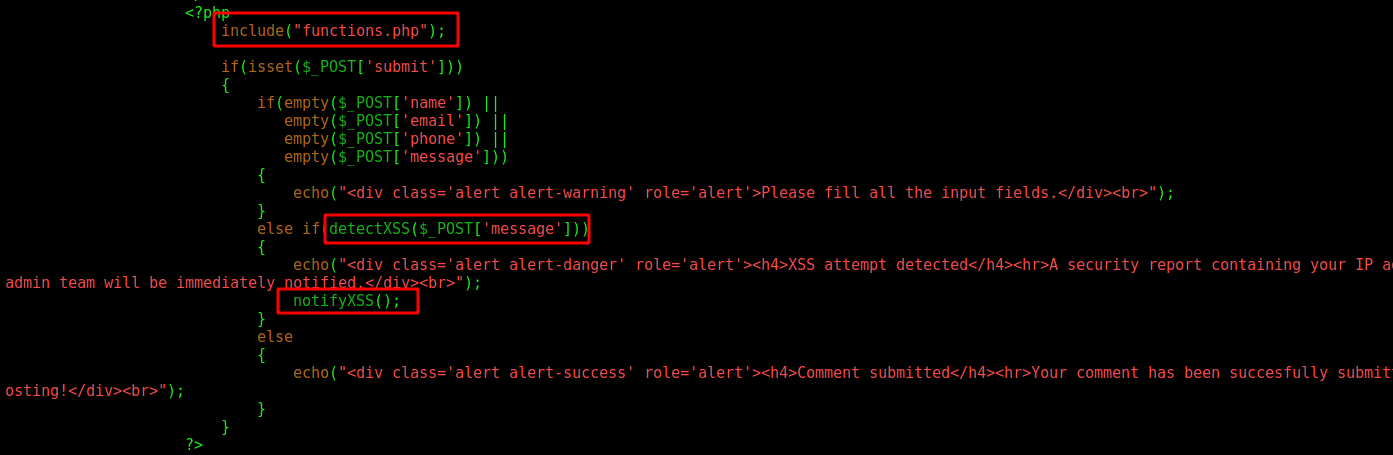 <?php
include("functions.php");
if(isset($_POST['submit']))
{
if(empty($_POST['name']) ||
empty($_POST['email']) ||
empty($_POST['phone']) ||
empty($_POST['message']))
{
echo("<div class='alert alert-warning' role='alert'>Please fill all the input fields.</div><br>");
}
else if(detectXSS($_POST['message']))
{
echo("<div class='alert alert-danger' role='alert'><h4>XSS attempt detected</h4><hr>A security report containing your IP
admin team will be immediately notified.</div><br>");
notifyXSS();
}
else
{
echo("<div class='alert alert-success' role='alert'><h4>Comment submitted</h4><hr>Your comment has been succesfully submit
osting!</div><br>");
}
}
?>